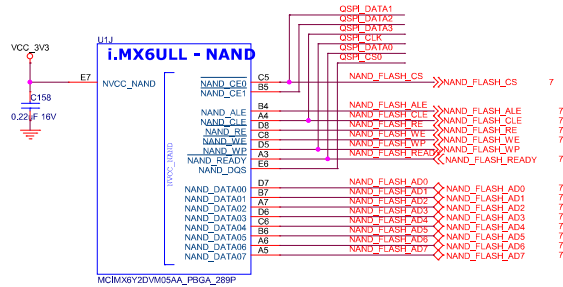 QSPI_DATA1
QSPI_DATA2
QSPI_DATA3
QSPI_CLK
QSPI_DATA0
QSPI_CS0
U1J
i.MX6ULL - NAND
VCC_3V3
E7
NVCC_NAND
C158
0.22uF 16V
NVCC_NAND
NAND_CE0 C5 NAND_FLASH_CS NAND_FLASH_CS 7
NAND_CE1 B5
NAND_ALE B4 NAND_FLASH_ALE NAND_FLASH_ALE 7
NAND_CLE A4 NAND_FLASH_CLE NAND_FLASH_CLE 7
NAND_RE D8 NAND_FLASH_RE NAND_FLASH_RE 7
NAND_WE C8 NAND_FLASH_WE NAND_FLASH_WE 7
NAND_WP D5 NAND_FLASH_WP NAND_FLASH_WP 7
NAND_READY A3 NAND_FLASH_READY NAND_FLASH_READY 7
NAND_DQS E6
NAND_DATA00 D7 NAND_FLASH_AD0 NAND_FLASH_AD0 7
NAND_DATA01 B7 NAND_FLASH_AD1 NAND_FLASH_AD1 7
NAND_DATA02 A7 NAND_FLASH_AD2 NAND_FLASH_AD2 7
NAND_DATA03 D6 NAND_FLASH_AD3 NAND_FLASH_AD3 7
NAND_DATA04 C6 NAND_FLASH_AD4 NAND_FLASH_AD4 7
NAND_DATA05 B6 NAND_FLASH_AD5 NAND_FLASH_AD5 7
NAND_DATA06 A6 NAND_FLASH_AD6 NAND_FLASH_AD6 7
NAND_DATA07 A5 NAND_FLASH_AD7 NAND_FLASH_AD7 7
MCIMX6Y2DVM05AA_PBGA_289P